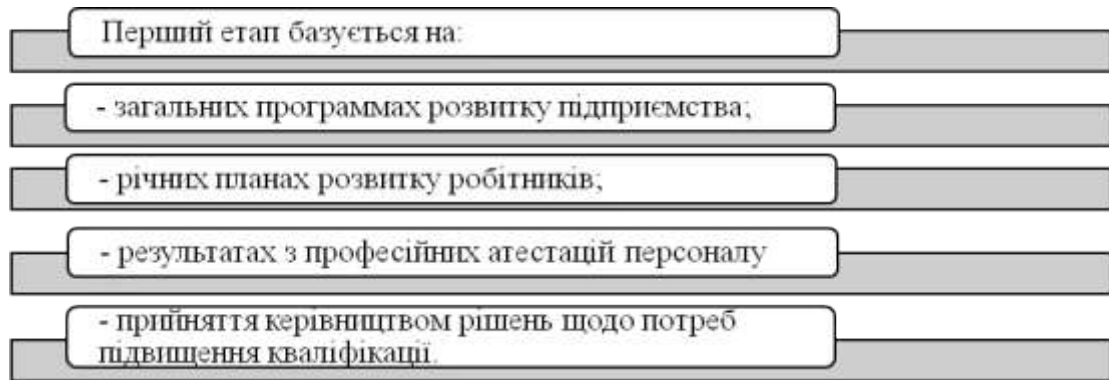 Перший етап базується на:
- загальних программах розвитку підприємства;
- річних планах розвитку робітників;
- результатах з професійних атестацій персоналу
- прийняття керівництвом рішень щодо потреб
підвищення кваліфікації.